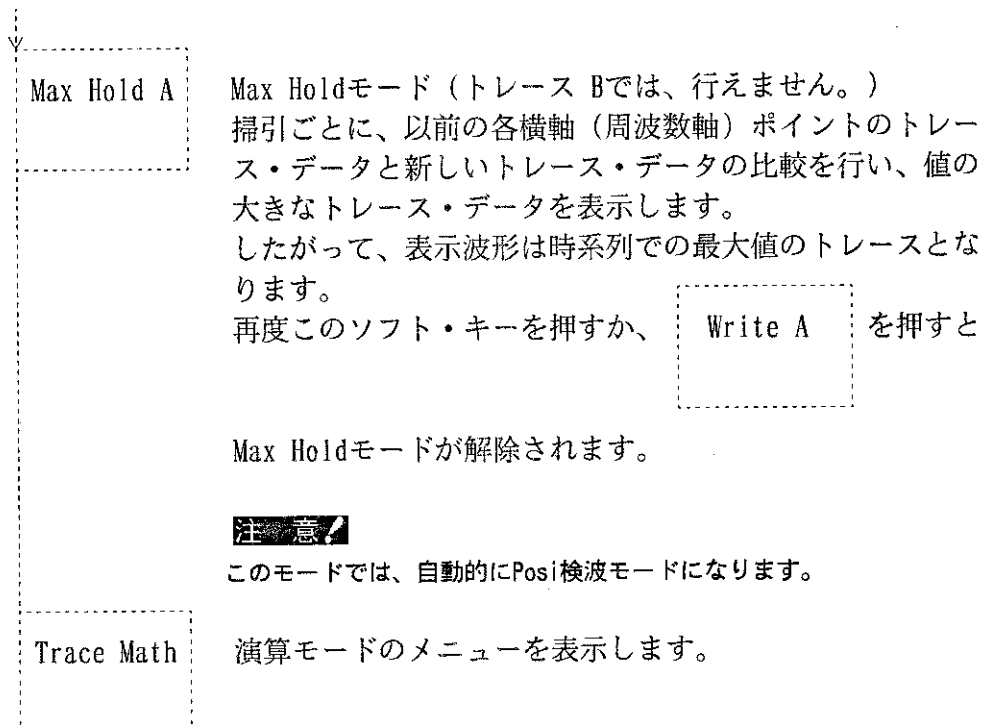 Max Hold A Max Holdモード（トレース Bでは、行えません。）
掃引ごとに、以前の各横軸（周波数軸）ポイントのトレー
ス・データと新しいトレース・データの比較を行い、値の
大きなトレース・データを表示します。
したがって、表示波形は時系列での最大値のトレースとな
ります。
再度このソフト・キーを押すか、 Write A を押すと
Max Holdモードが解除されます。
注 意！
このモードでは、自動的にPosi検波モードになります。
Trace Math 演算モードのメニューを表示します。